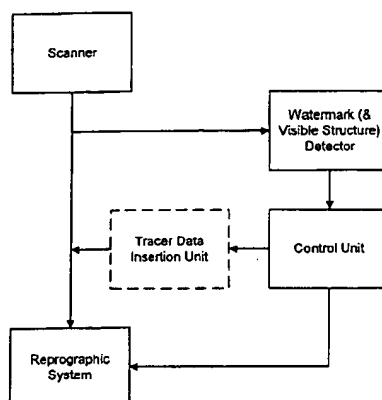 Scanner
Watermark (&
Visible Structure)
Detector
Tracer Data
Insertion Unit
Control Unit
Reprographic
System